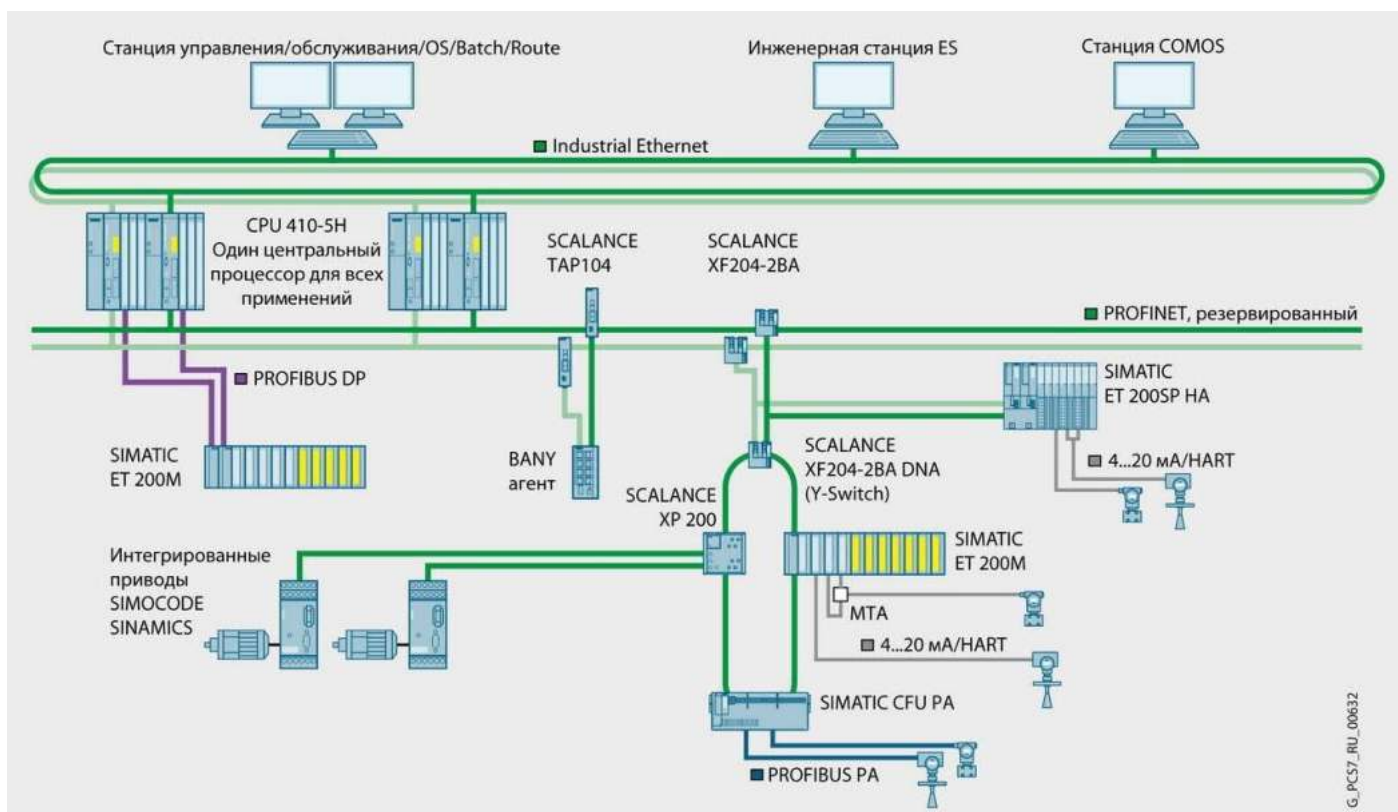 Станция управления/обслуживания/OS/Batch/Route
Инженерная станция ES
Станция COMOS
Industrial Ethernet
CPU 410-5H
Один центральный
процессор для всех
применений
SCALANCE
TAP104
SCALANCE
XF204-2BA
PROFINET, резервированный
PROFIBUS DP
SIMATIC
ET 200SP HA
SIMATIC
ET 200M
BANY
агент
SCALANCE
XF204-2BA DNA
(Y-Switch)
4...20 мА/HART
SCALANCE
XP 200
SIMATIC
ET 200M
Интегрированные
приводы
SIMOCODE
SINAMICS
MTA
4...20 мА/HART
SIMATIC CFU PA
PROFIBUS PA
G_PCS7_RU_00632